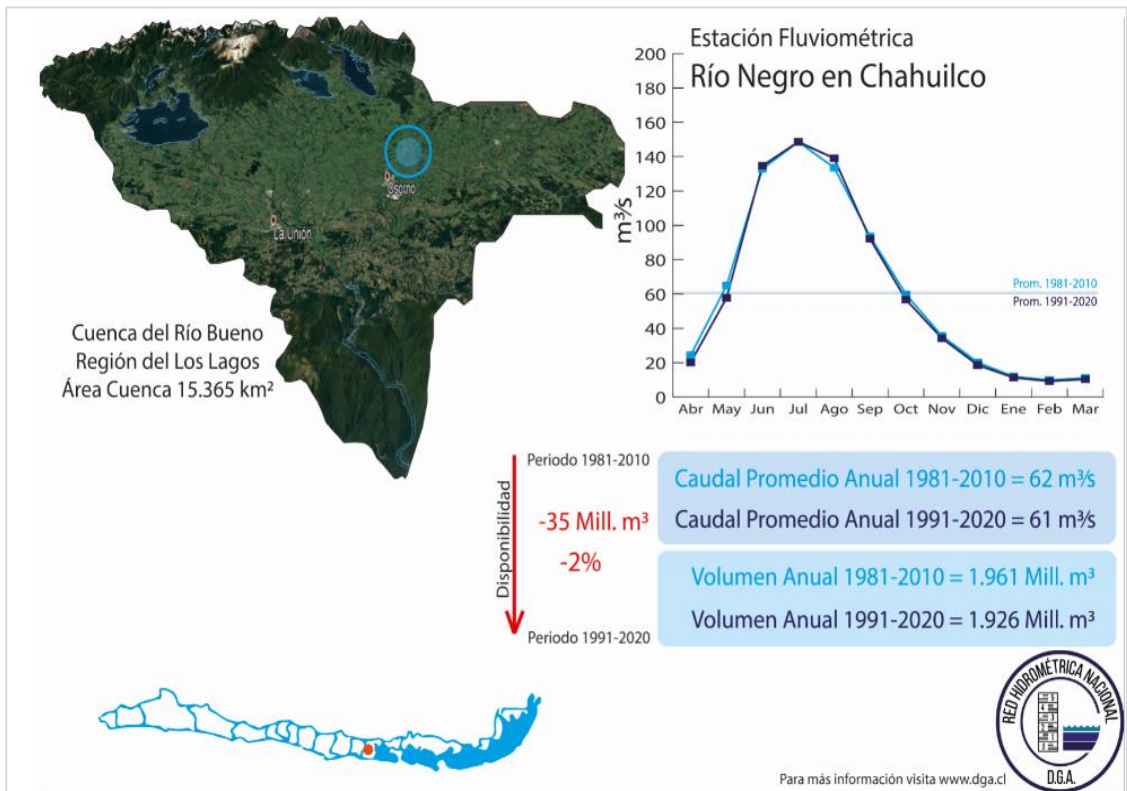 Estación Fluviométrica
Río Negro en Chahuilco
200
180
160
140
120
100
80
60
40
20
0
m³/s
Prom. 1981-2010
Prom. 1991-2020
Abr May Jun Jul Ago Sep Oct Nov Dic Ene Feb Mar
Osorno
La Unión
Cuenca del Río Bueno
Región del Los Lagos
Área Cuenca 15.365 km²
Periodo 1981-2010
Disponibilidad
-35 Mill. m³
-2%
Periodo 1991-2020
Caudal Promedio Anual 1981-2010 = 62 m³/s
Caudal Promedio Anual 1991-2020 = 61 m³/s
Volumen Anual 1981-2010 = 1.961 Mill. m³
Volumen Anual 1991-2020 = 1.926 Mill. m³
RED HIDROMÉTRICA NACIONAL
D.G.A.
Para más información visita www.dga.cl